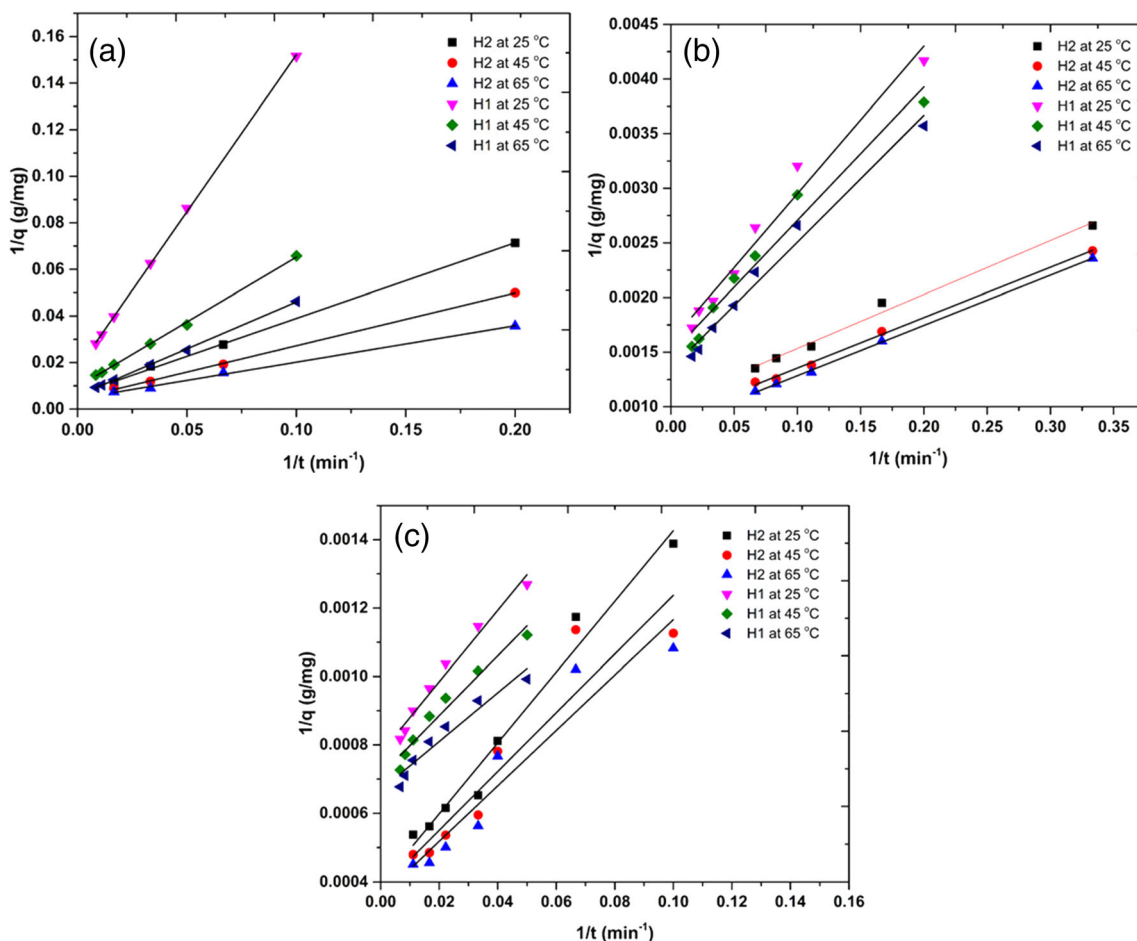 (a)
0.16
0.14
0.12
0.10
0.08
0.06
0.04
0.02
0.00
1/q (g/mg)
0.00 0.05 0.10 0.15 0.20
1/t (min⁻¹)
H2 at 25 °C
H2 at 45 °C
H2 at 65 °C
H1 at 25 °C
H1 at 45 °C
H1 at 65 °C
(b)
0.0045
0.0040
0.0035
0.0030
0.0025
0.0020
0.0015
0.0010
1/q (g/mg)
0.00 0.05 0.10 0.15 0.20 0.25 0.30 0.35
1/t (min⁻¹)
H2 at 25 °C
H2 at 45 °C
H2 at 65 °C
H1 at 25 °C
H1 at 45 °C
H1 at 65 °C
(c)
0.0014
0.0012
0.0010
0.0008
0.0006
0.0004
1/q (g/mg)
0.00 0.02 0.04 0.06 0.08 0.10 0.12 0.14 0.16
1/t (min⁻¹)
H2 at 25 °C
H2 at 45 °C
H2 at 65 °C
H1 at 25 °C
H1 at 45 °C
H1 at 65 °C